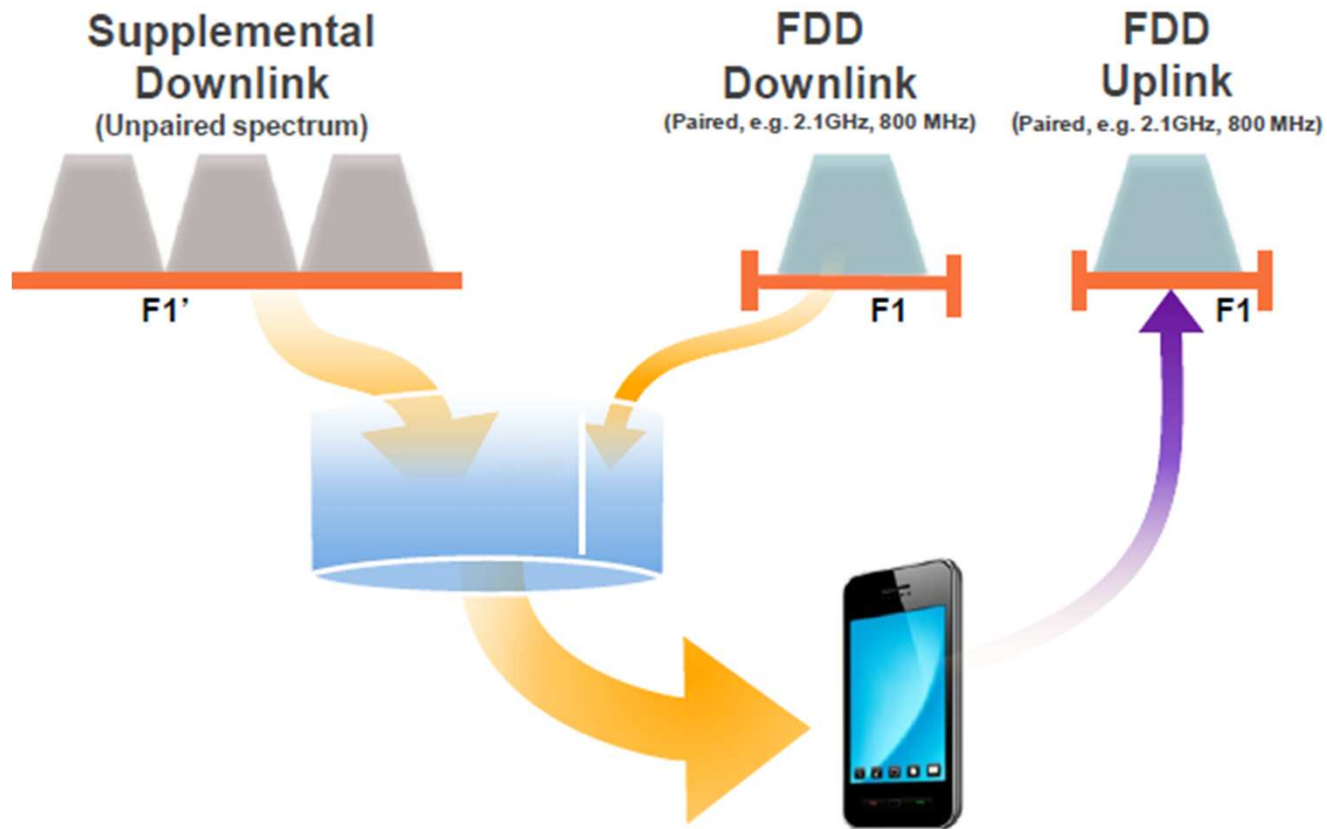 Supplemental
Downlink
(Unpaired spectrum)
FDD
Downlink
(Paired, e.g. 2.1GHz, 800 MHz)
FDD
Uplink
(Paired, e.g. 2.1GHz, 800 MHz)
F1’
F1
F1